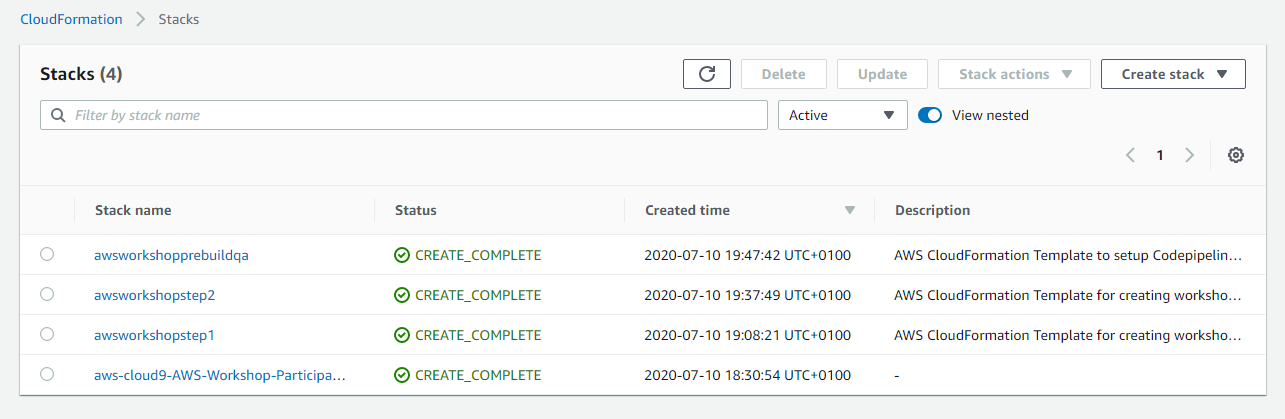 CloudFormation > Stacks
Stacks (4)
Delete
Update
Stack actions
Create stack
Filter by stack name
Active
View nested
1
Stack name Status Created time Description
awsworkshopprebuildqa CREATE_COMPLETE 2020-07-10 19:47:42 UTC+0100 AWS CloudFormation Template to setup Codepipelin...
awsworkshopstep2 CREATE_COMPLETE 2020-07-10 19:37:49 UTC+0100 AWS CloudFormation Template for creating worksho...
awsworkshopstep1 CREATE_COMPLETE 2020-07-10 19:08:21 UTC+0100 AWS CloudFormation Template for creating worksho...
aws-cloud9-AWS-Workshop-Participa... CREATE_COMPLETE 2020-07-10 18:30:54 UTC+0100 -